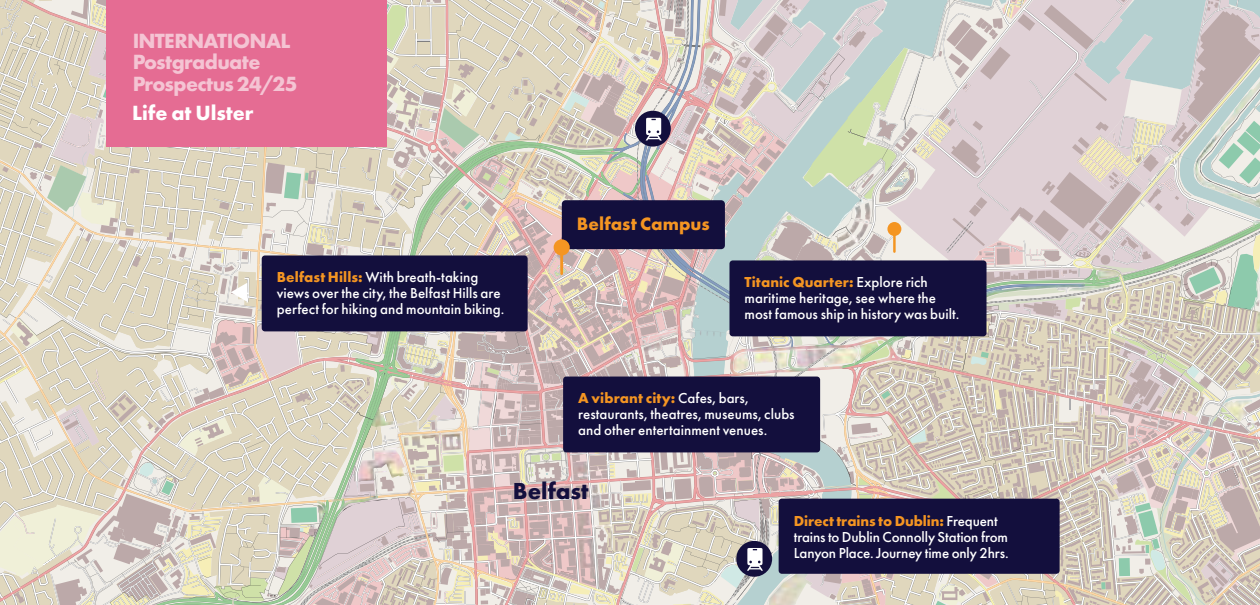 INTERNATIONAL
Postgraduate
Prospectus 24/25
Life at Ulster
Belfast Campus
Belfast Hills: With breath-taking
views over the city, the Belfast Hills are
perfect for hiking and mountain biking.
Titanic Quarter: Explore rich
maritime heritage, see where the
most famous ship in history was built.
A vibrant city: Cafes, bars,
restaurants, theatres, museums, clubs
and other entertainment venues.
Belfast
Direct trains to Dublin: Frequent
trains to Dublin Connolly Station from
Lanyon Place. Journey time only 2hrs.